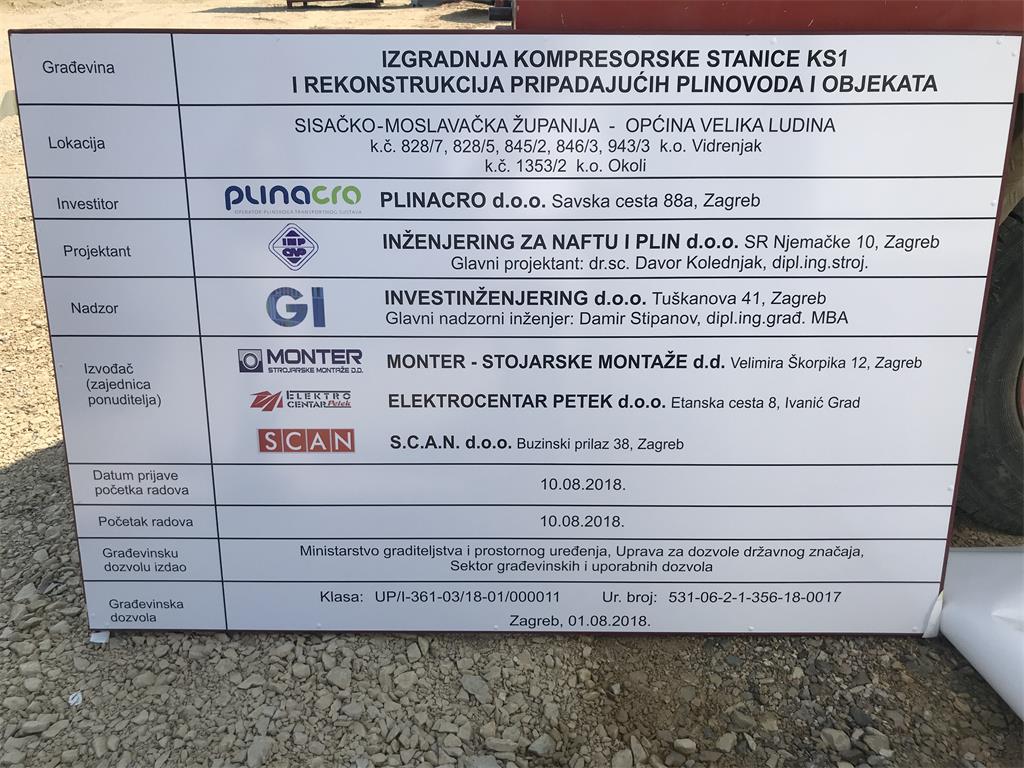 Građevina
IZGRADNJA KOMPRESORSKE STANICE KS1
I REKONSTRUKCIJA PRIPADAJUĆIH PLINOVODA I OBJEKATA
Lokacija
SISAČKO-MOSLAVAČKA ŽUPANIJA - OPĆINA VELIKA LUDINA
k.č. 828/7, 828/5, 845/2, 846/3, 943/3 k.o. Vidrenjak
k.č. 1353/2 k.o. Okoli
Investitor
plinacro
OPERATOR PLINSKOGA TRANSPORTNOG SUSTAVA
PLINACRO d.o.o. Savska cesta 88a, Zagreb
Projektant
INŽENJERING ZA NAFTU I PLIN d.o.o. SR Njemačke 10, Zagreb
Glavni projektant: dr.sc. Davor Kolednjak, dipl.ing.stroj.
Nadzor
GI
INVESTINŽENJERING d.o.o. Tuškanova 41, Zagreb
Glavni nadzorni inženjer: Damir Stipanov, dipl.ing.građ. MBA
Izvođač
(zajednica
ponuditelja)
MONTER
STROJARSKE MONTAŽE D.D.
MONTER - STOJARSKE MONTAŽE d.d. Velimira Škorpika 12, Zagreb
ELEKTRO
CENTAR Petek
ELEKTROCENTAR PETEK d.o.o. Etanska cesta 8, Ivanić Grad
SCAN
S.C.A.N. d.o.o. Buzinski prilaz 38, Zagreb
Datum prijave
početka radova
10.08.2018.
Početak radova
10.08.2018.
Građevinsku
dozvolu izdao
Ministarstvo graditeljstva i prostornog uređenja, Uprava za dozvole državnog značaja,
Sektor građevinskih i uporabnih dozvola
Građevinska
dozvola
Klasa: UP/I-361-03/18-01/000011 Ur. broj: 531-06-2-1-356-18-0017
Zagreb, 01.08.2018.